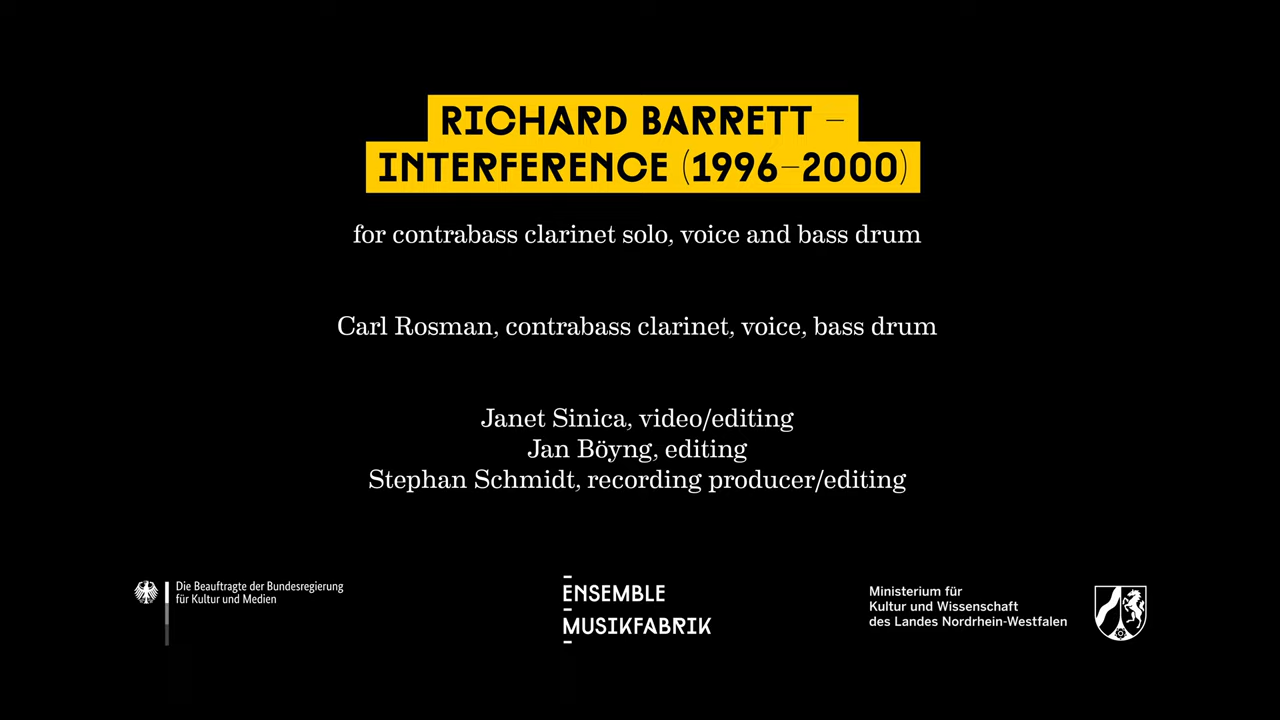 RICHARD BARRETT –
INTERFERENCE (1996–2000)
for contrabass clarinet solo, voice and bass drum
Carl Rosman, contrabass clarinet, voice, bass drum
Janet Sinica, video/editing
Jan Böyng, editing
Stephan Schmidt, recording producer/editing
Die Beauftragte der Bundesregierung
für Kultur und Medien
ENSEMBLE
MUSIKFABRIK
Ministerium für
Kultur und Wissenschaft
des Landes Nordrhein-Westfalen